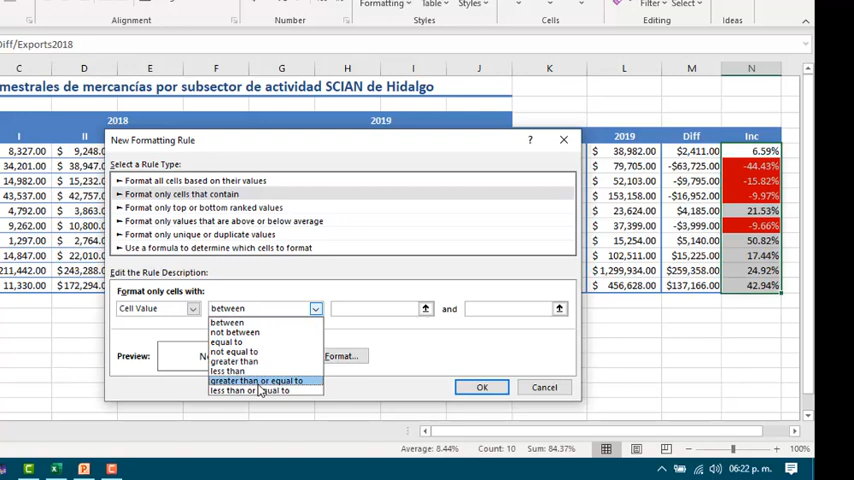 Formatting Table Styles Cells Filter Select
Number Styles Cells Editing Ideas
Diff/Exports2018
C D E F G H I J K L M N
mestrales de mercancías por subsector de actividad SCIAN de Hidalgo
2018 2019
I II 2019 Diff Inc
8,327.00 $ 9,248.0 $ 38,982.00 $2,411.00 6.59%
34,201.00 $ 38,947.0 $ 79,705.00 -$63,725.00 -44.43%
14,982.00 $ 15,232.0 $ 52,103.00 -$9,795.00 -15.82%
43,537.00 $ 42,757.0 $ 153,158.00 -$16,952.00 -9.97%
4,792.00 $ 3,863.0 $ 23,624.00 $4,185.00 21.53%
9,262.00 $ 10,800.0 $ 37,399.00 -$3,999.00 -9.66%
1,297.00 $ 2,764.0 $ 15,254.00 $5,140.00 50.82%
14,847.00 $ 22,010.0 $ 102,511.00 $15,225.00 17.44%
211,442.00 $ 243,288.0 $ 1,299,934.00 $259,358.00 24.92%
11,330.00 $ 172,294.0 $ 456,628.00 $137,166.00 42.94%
New Formatting Rule ?
Select a Rule Type:
► Format all cells based on their values
► Format only cells that contain
► Format only top or bottom ranked values
► Format only values that are above or below average
► Format only unique or duplicate values
► Use a formula to determine which cells to format
Edit the Rule Description:
Format only cells with:
Cell Value between and
between
not between
equal to
not equal to
greater than
less than
greater than or equal to
less than or equal to
Preview: Format...
OK Cancel
Average: 8.44% Count: 10 Sum: 84.37% 100%
06:22 p. m.